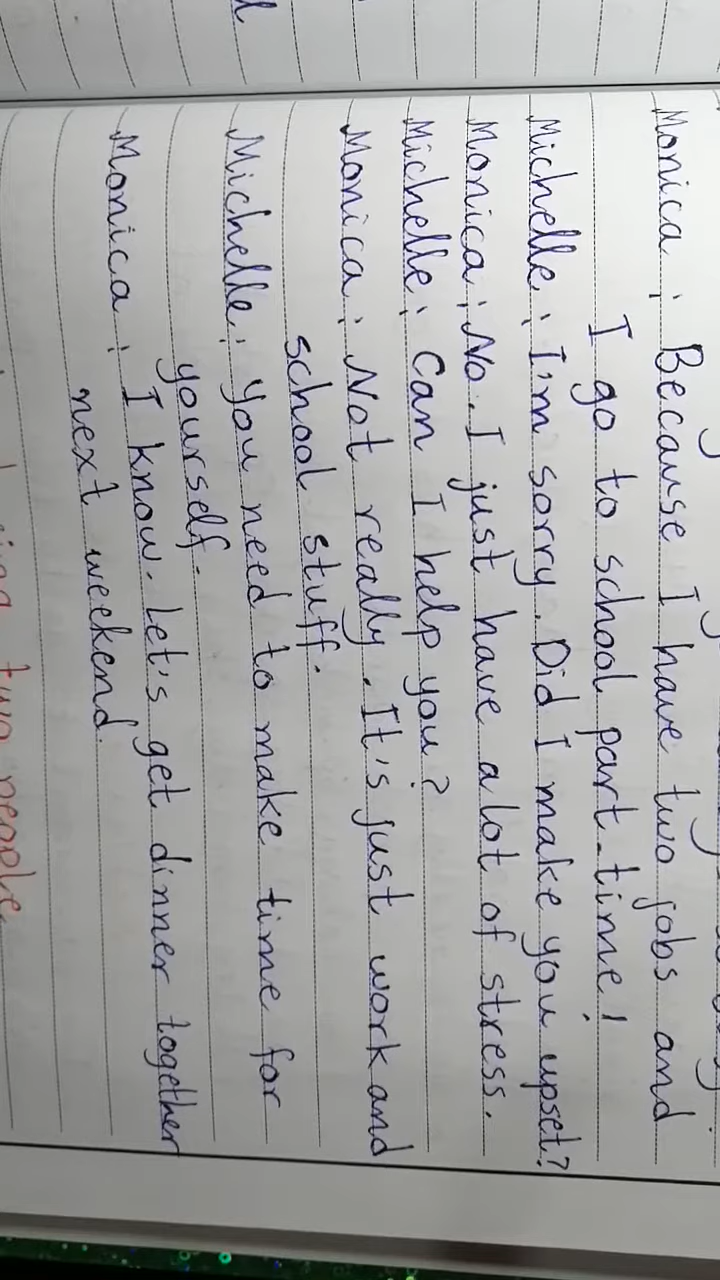 Monica: Because I have two jobs and
I go to school part-time!
Michelle: I'm sorry. Did I make you upset?
Monica: No. I just have a lot of stress.
Michelle: Can I help you?
Monica: Not really. It's just work and
school stuff.
Michelle: You need to make time for
yourself.
Monica: I know. Let's get dinner together
next weekend.
two people